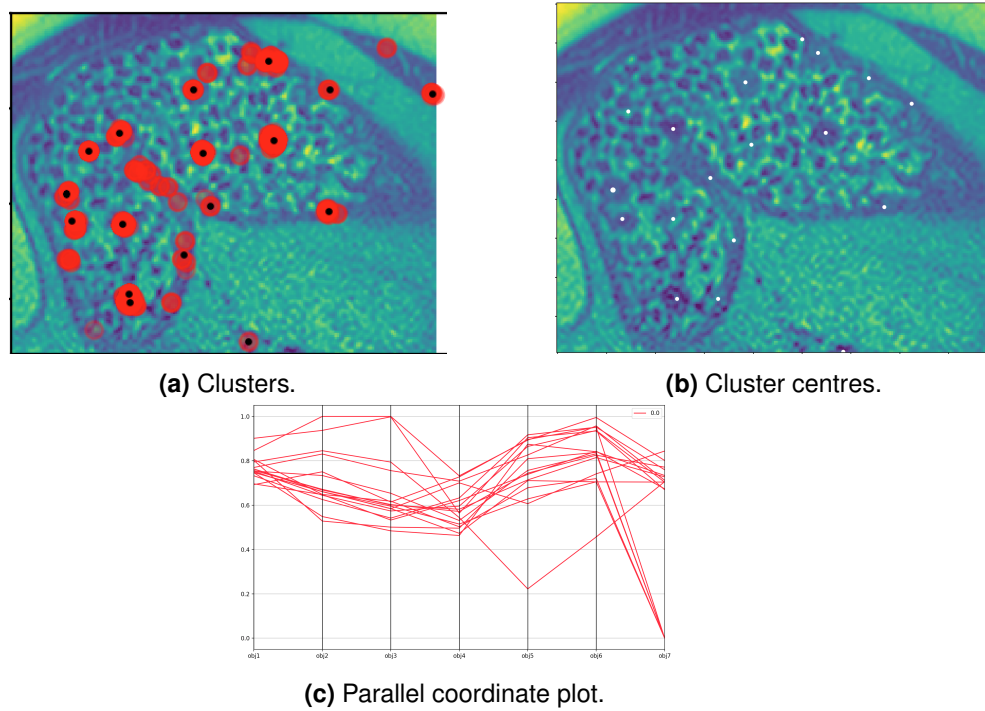 (a) Clusters.
(b) Cluster centres.
1.0
0.8
0.6
0.4
0.2
0.0
obj1 obj2 obj3 obj4 obj5 obj6 obj7
0.0
(c) Parallel coordinate plot.